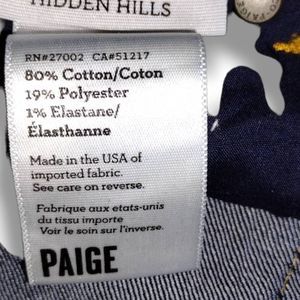 HIDDEN HILLS
RN#27002 CA#51217
80% Cotton/Coton
19% Polyester
1% Elastane/
Élasthanne
Made in the USA of
imported fabric.
See care on reverse.
Fabrique aux etats-unis
du tissu importe
Voir le soin sur l'inverse.
PAIGE